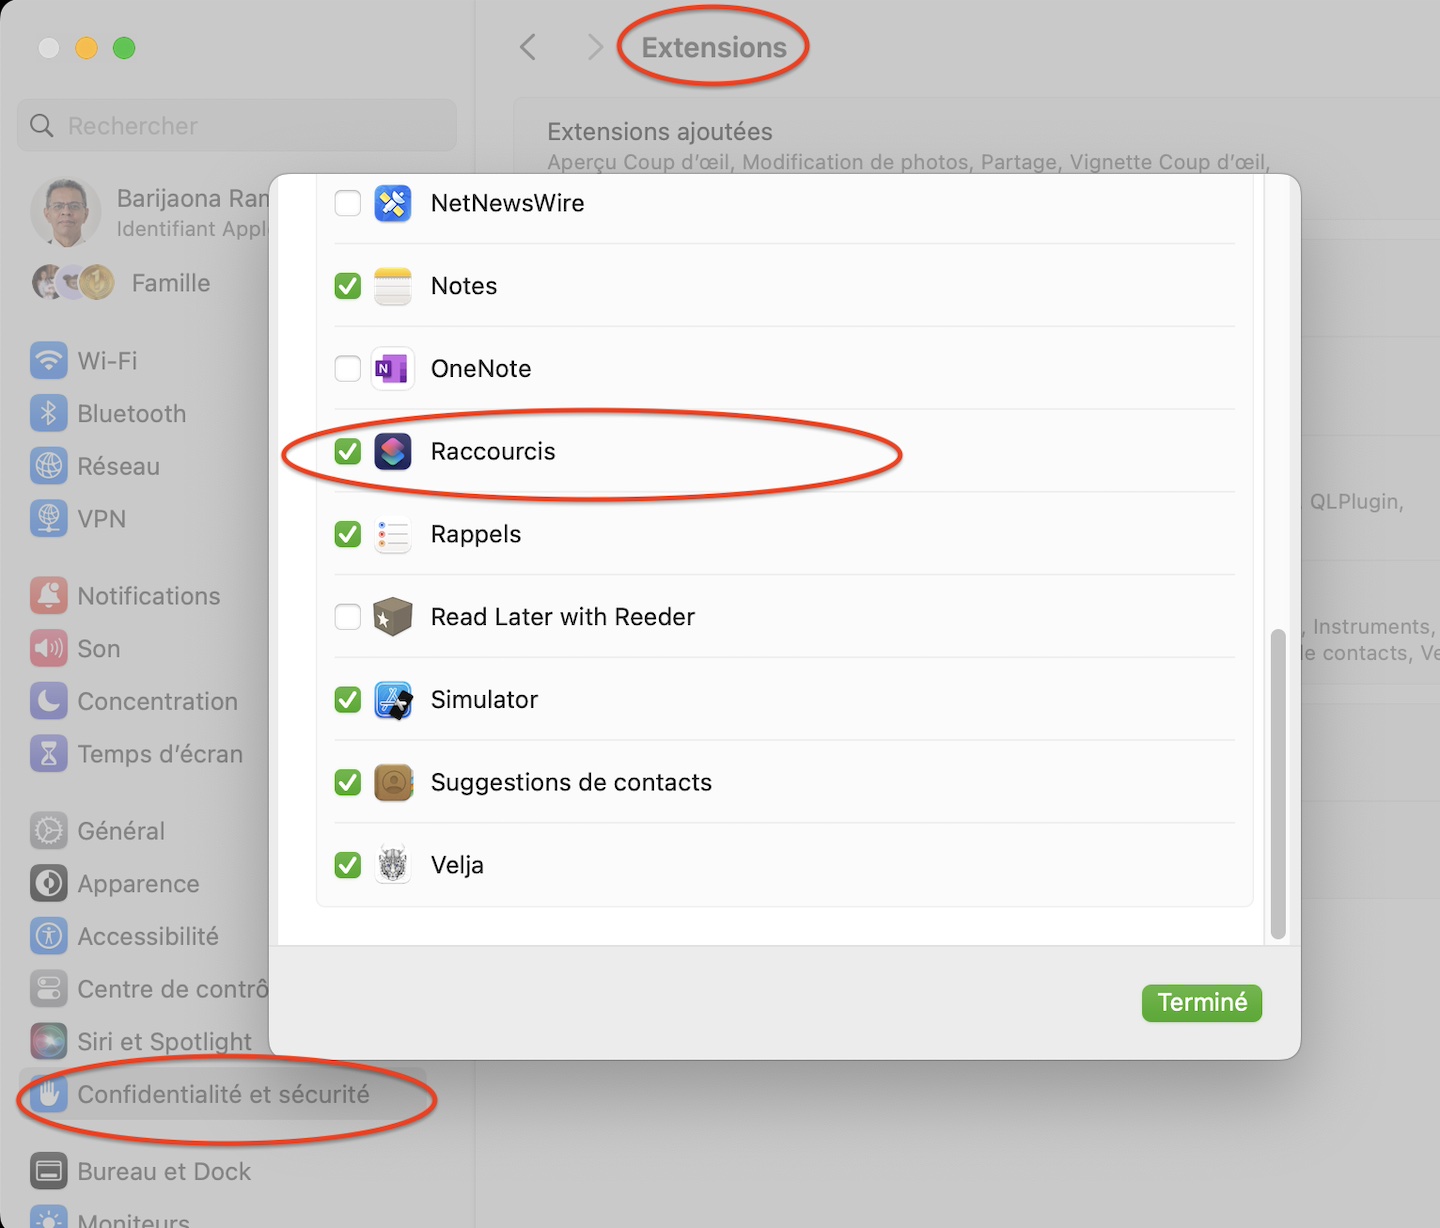 Extensions
Rechercher
Extensions ajoutées
Aperçu Coup d’œil, Modification de photos, Partage, Vignette Coup d’œil,
Barijaona Ran
Identifiant Appl
Famille
Wi-Fi
Bluetooth
Réseau
VPN
Notifications
Son
Concentration
Temps d’écran
Général
Apparence
Accessibilité
Centre de contrô
Siri et Spotlight
Confidentialité et sécurité
Bureau et Dock
Moniteurs
NetNewsWire
Notes
OneNote
Raccourcis
Rappels
Read Later with Reeder
Simulator
Suggestions de contacts
Velja
Terminé
QLPlugin,
, Instruments,
le contacts, Ve